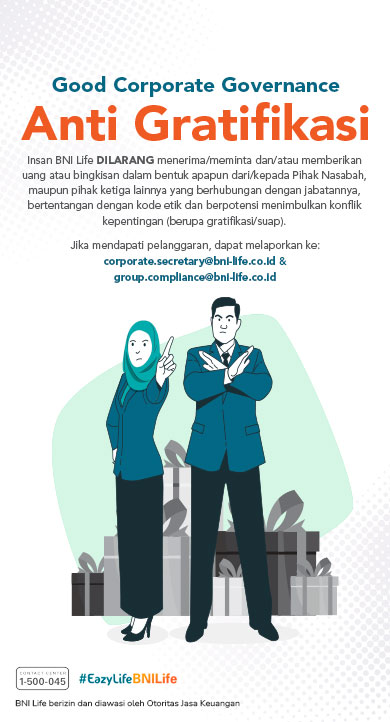 Good Corporate Governance
Anti Gratifikasi
Insan BNI Life DILARANG menerima/meminta dan/atau memberikan
uang atau bingkisan dalam bentuk apapun dari/kepada Pihak Nasabah,
maupun pihak ketiga lainnya yang berhubungan dengan jabatannya,
bertentangan dengan kode etik dan berpotensi menimbulkan konflik
kepentingan (berupa gratifikasi/suap).
Jika mendapati pelanggaran, dapat melaporkan ke:
corporate.secretary@bni-life.co.id &
group.compliance@bni-life.co.id
CONTACT CENTER
1-500-045
#EazyLifeBNILife
BNI Life berizin dan diawasi oleh Otoritas Jasa Keuangan